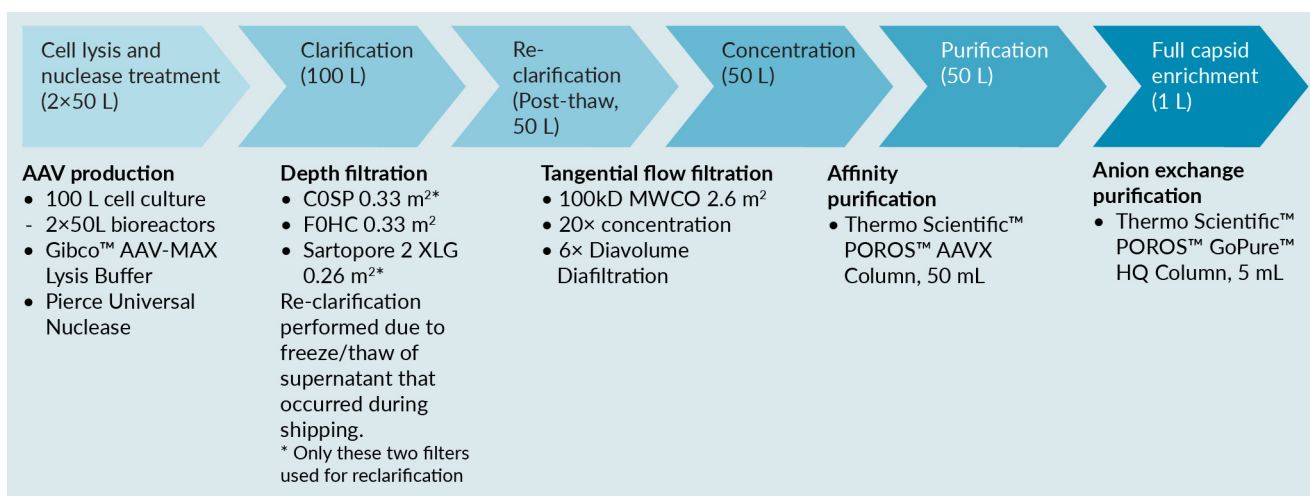 Cell lysis and
nuclease treatment
(2×50 L)
Clarification
(100 L)
Re-
clarification
(Post-thaw,
50 L)
Concentration
(50 L)
Purification
(50 L)
Full capsid
enrichment
(1 L)
AAV production
• 100 L cell culture
- 2×50L bioreactors
• Gibco™ AAV-MAX
Lysis Buffer
• Pierce Universal
Nuclease
Depth filtration
• C0SP 0.33 m²*
• F0HC 0.33 m²
• Sartopore 2 XLG
0.26 m²*
Re-clarification
performed due to
freeze/thaw of
supernatant that
occurred during
shipping.
* Only these two filters
used for reclarification
Tangential flow filtration
• 100kD MWCO 2.6 m²
• 20× concentration
• 6× Diavolume
Diafiltration
Affinity
purification
• Thermo Scientific™
POROS™ AAVX
Column, 50 mL
Anion exchange
purification
• Thermo Scientific™
POROS™ GoPure™
HQ Column, 5 mL